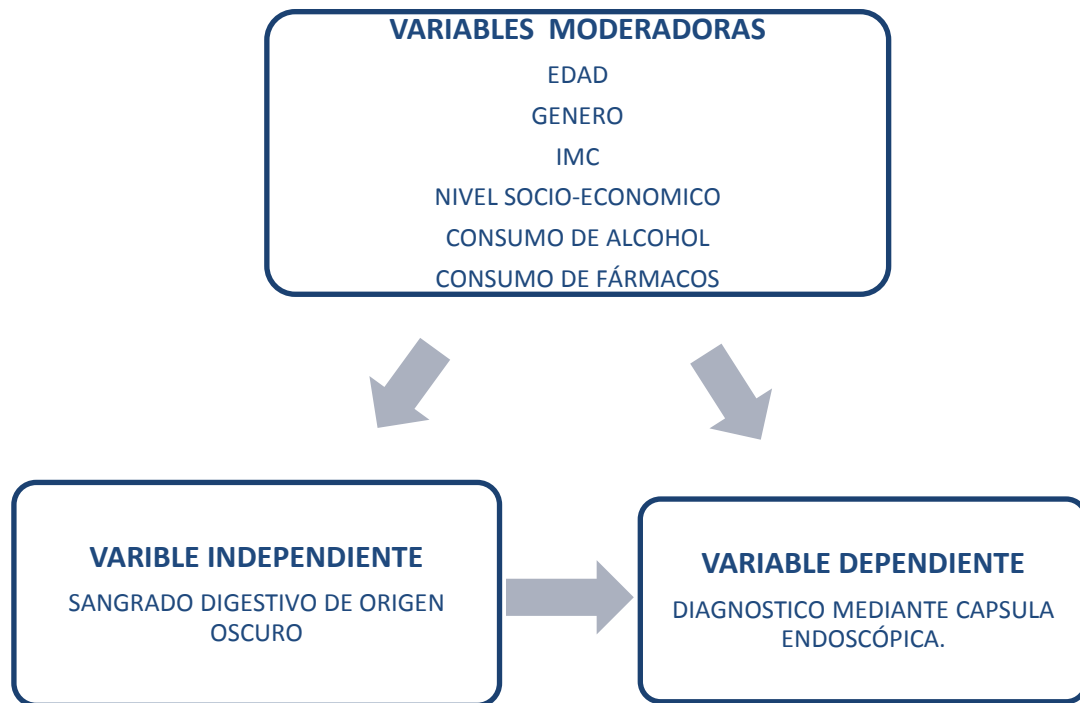 VARIABLES MODERADORAS
EDAD
GENERO
IMC
NIVEL SOCIO-ECONOMICO
CONSUMO DE ALCOHOL
CONSUMO DE FÁRMACOS
VARIBLE INDEPENDIENTE
SANGRADO DIGESTIVO DE ORIGEN
OSCURO
VARIABLE DEPENDIENTE
DIAGNOSTICO MEDIANTE CAPSULA
ENDOSCÓPICA.